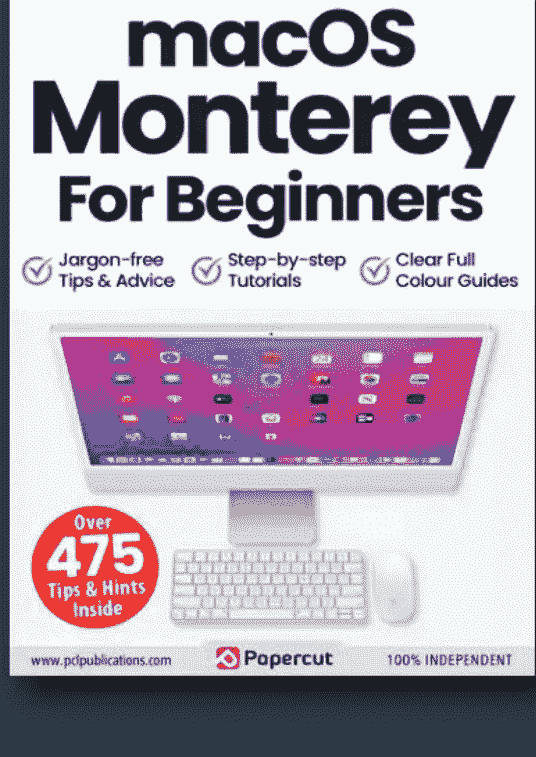 macOS
Monterey
For Beginners
Jargon-free
Tips & Advice
Step-by-step
Tutorials
Clear Full
Colour Guides
Over
475
Tips & Hints
Inside
www.pclpublications.com
Papercut
100% INDEPENDENT